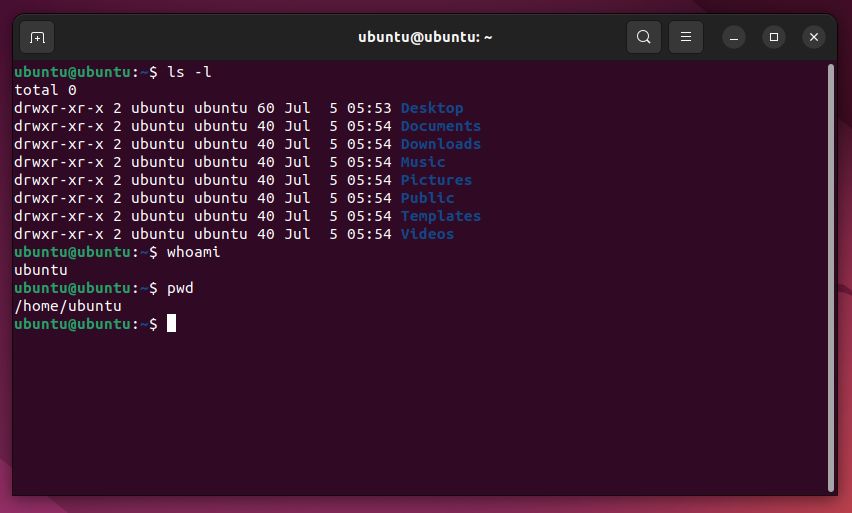 ubuntu@ubuntu: ~
ubuntu@ubuntu:~$ ls -l
total 0
drwxr-xr-x 2 ubuntu ubuntu 60 Jul  5 05:53 Desktop
drwxr-xr-x 2 ubuntu ubuntu 40 Jul  5 05:54 Documents
drwxr-xr-x 2 ubuntu ubuntu 40 Jul  5 05:54 Downloads
drwxr-xr-x 2 ubuntu ubuntu 40 Jul  5 05:54 Music
drwxr-xr-x 2 ubuntu ubuntu 40 Jul  5 05:54 Pictures
drwxr-xr-x 2 ubuntu ubuntu 40 Jul  5 05:54 Public
drwxr-xr-x 2 ubuntu ubuntu 40 Jul  5 05:54 Templates
drwxr-xr-x 2 ubuntu ubuntu 40 Jul  5 05:54 Videos
ubuntu@ubuntu:~$ whoami
ubuntu
ubuntu@ubuntu:~$ pwd
/home/ubuntu
ubuntu@ubuntu:~$